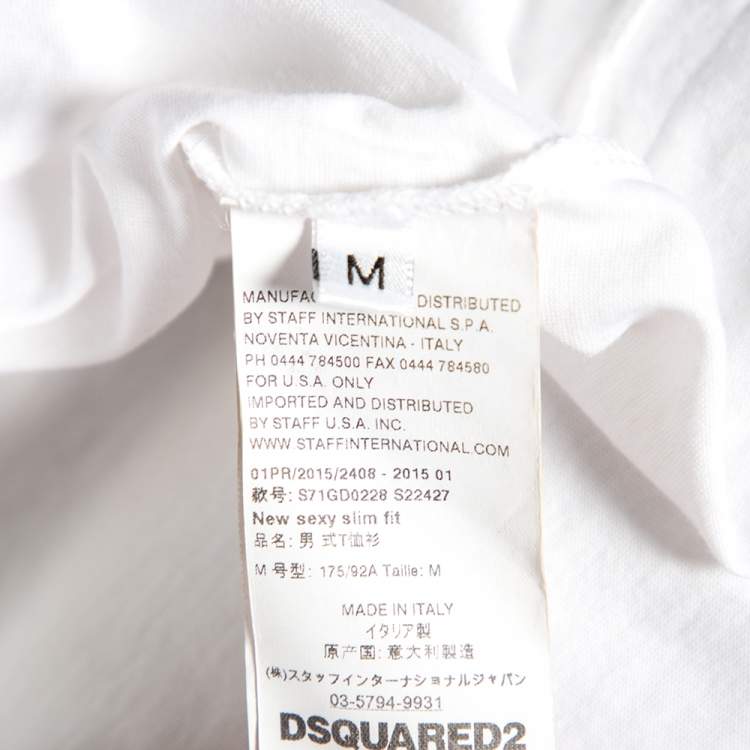 M
MANUFAC DISTRIBUTED
BY STAFF INTERNATIONAL S.P.A.
NOVENTA VICENTINA - ITALY
PH 0444 784500 FAX 0444 784580
FOR U.S.A. ONLY
IMPORTED AND DISTRIBUTED
BY STAFF U.S.A. INC.
WWW.STAFFINTERNATIONAL.COM
01PR/2015/2408 - 2015 01
款号: S71GD0228 S22427
New sexy slim fit
品名: 男 式T恤衫
M 号型: 175/92A Taille: M
MADE IN ITALY
イタリア製
原产国: 意大利製造
(株)スタッフインターナショナルジャパン
03-5794-9931
DSQUARED2